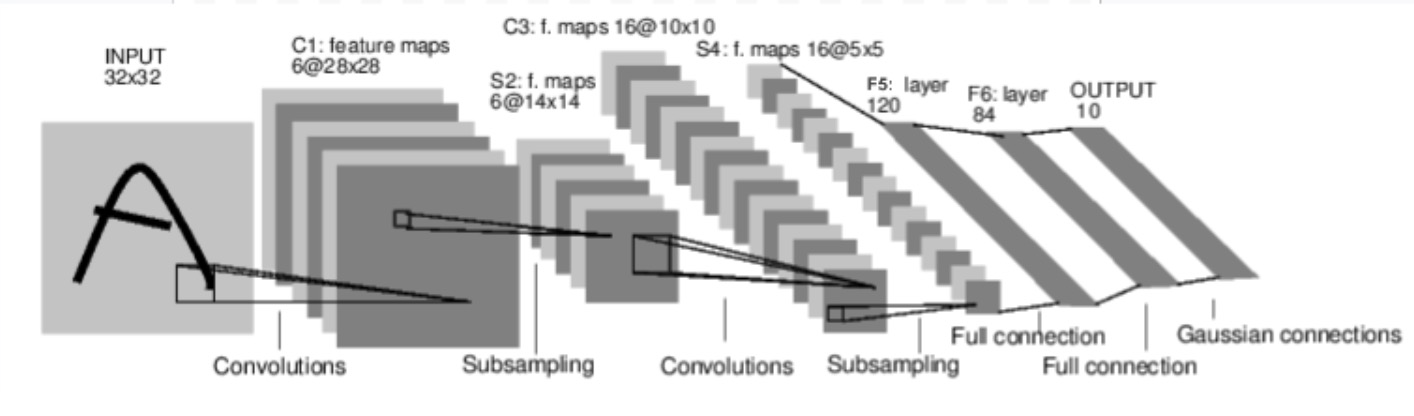 INPUT
32x32
C1: feature maps
6@28x28
S2: f. maps
6@14x14
C3: f. maps 16@10x10
S4: f. maps 16@5x5
F5: layer
120
F6: layer
84
OUTPUT
10
Convolutions
Subsampling
Convolutions
Subsampling
Full connection
Full connection
Gaussian connections